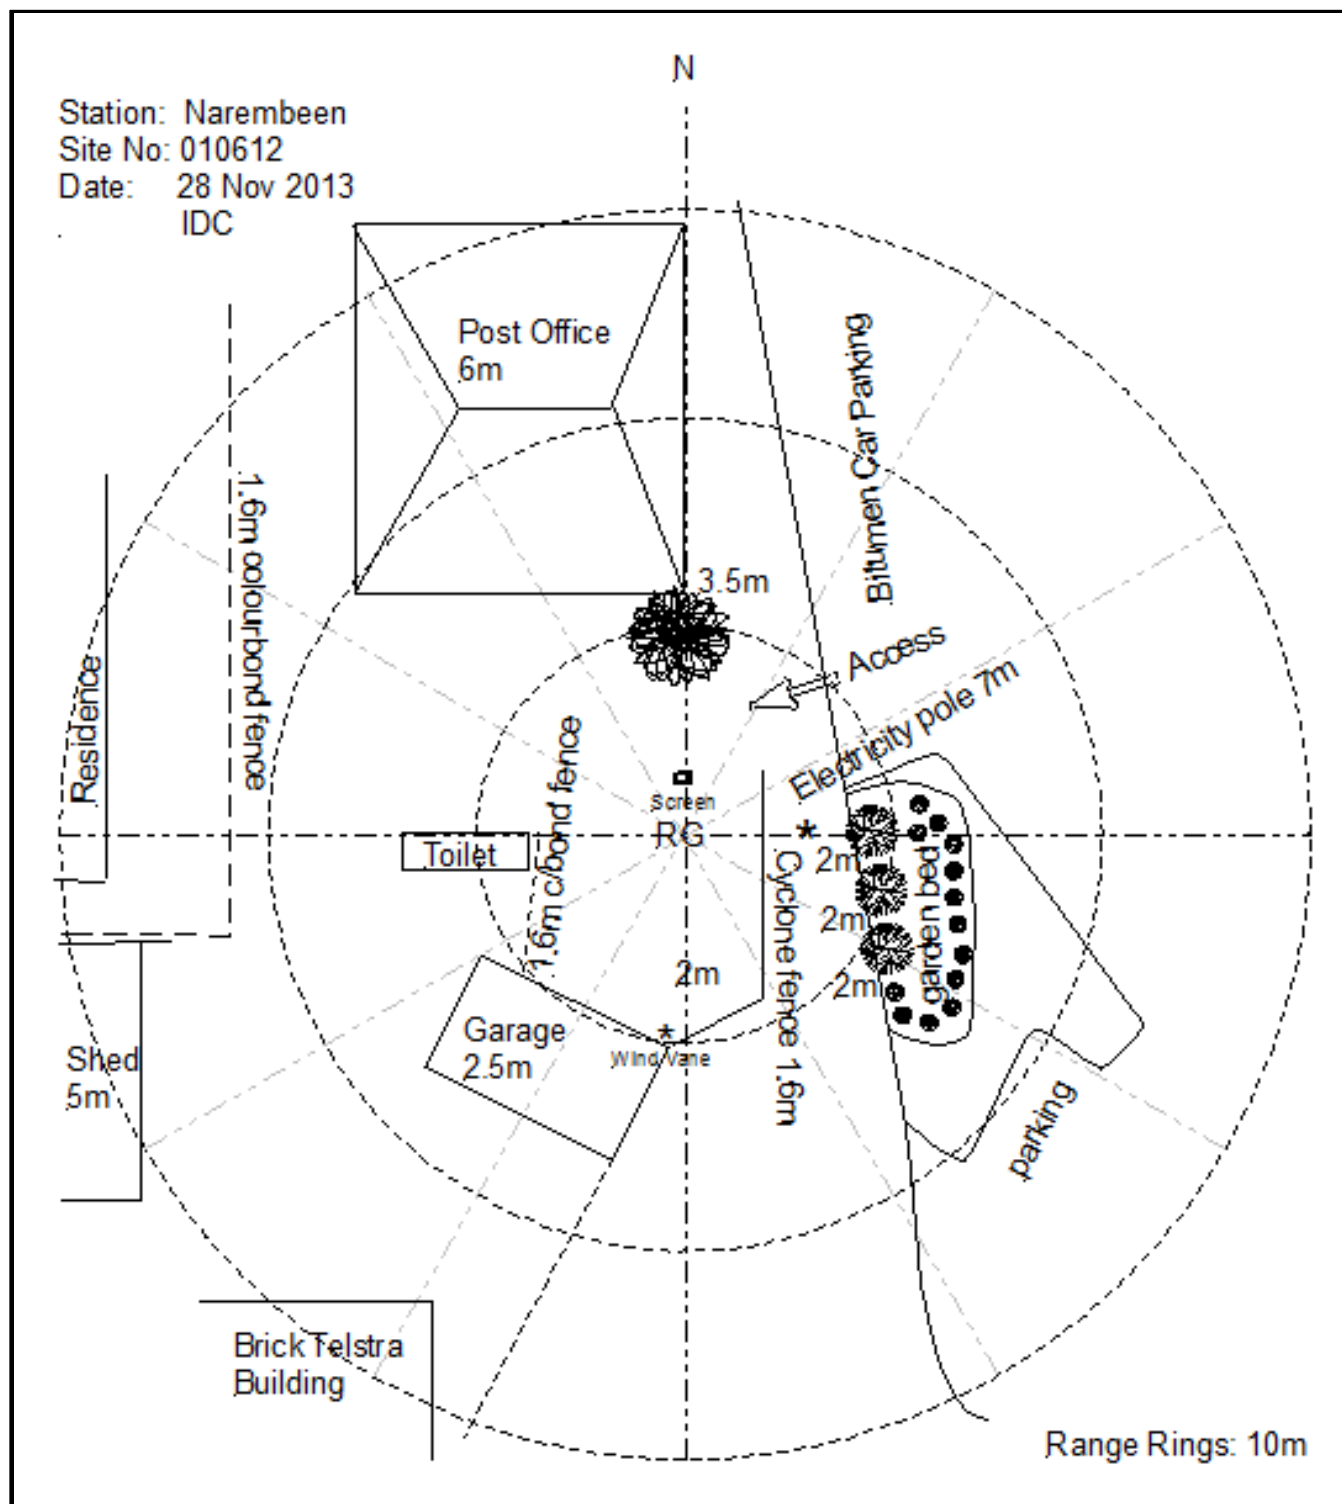 N
Station: Narembeen
Site No: 010612
Date: 28 Nov 2013
IDC
Post Office
6m
Bitumen Car Parking
1.6m colourbond fence
3.5m
Access
Residence
Electricity pole 7m
1.6m c/bond fence
Screen
RG
Toilet
2m
Cyclone fence 1.6m
garden bed
2m
2m
2m
Garage
2.5m
Wind Vane
Shed
5m
parking
Brick Telstra
Building
Range Rings: 10m